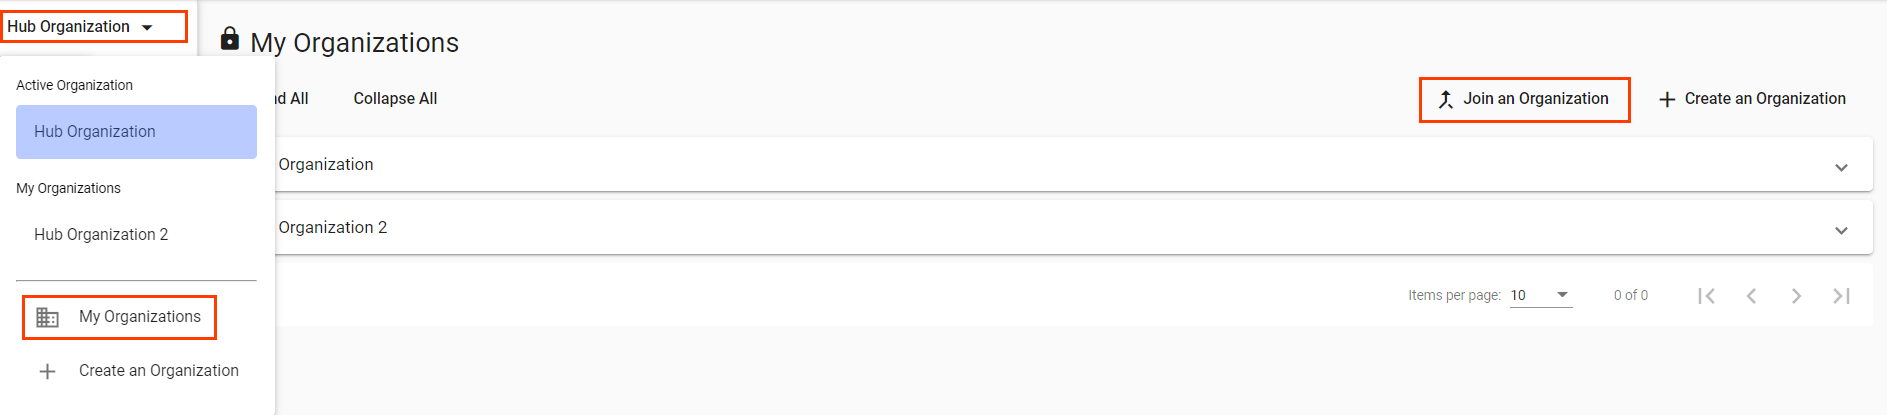 Hub Organization
My Organizations
Active Organization
Hub Organization
My Organizations
Hub Organization 2
My Organizations
Create an Organization
nd All
Collapse All
Join an Organization
Create an Organization
Organization
Organization 2
Items per page: 10
0 of 0